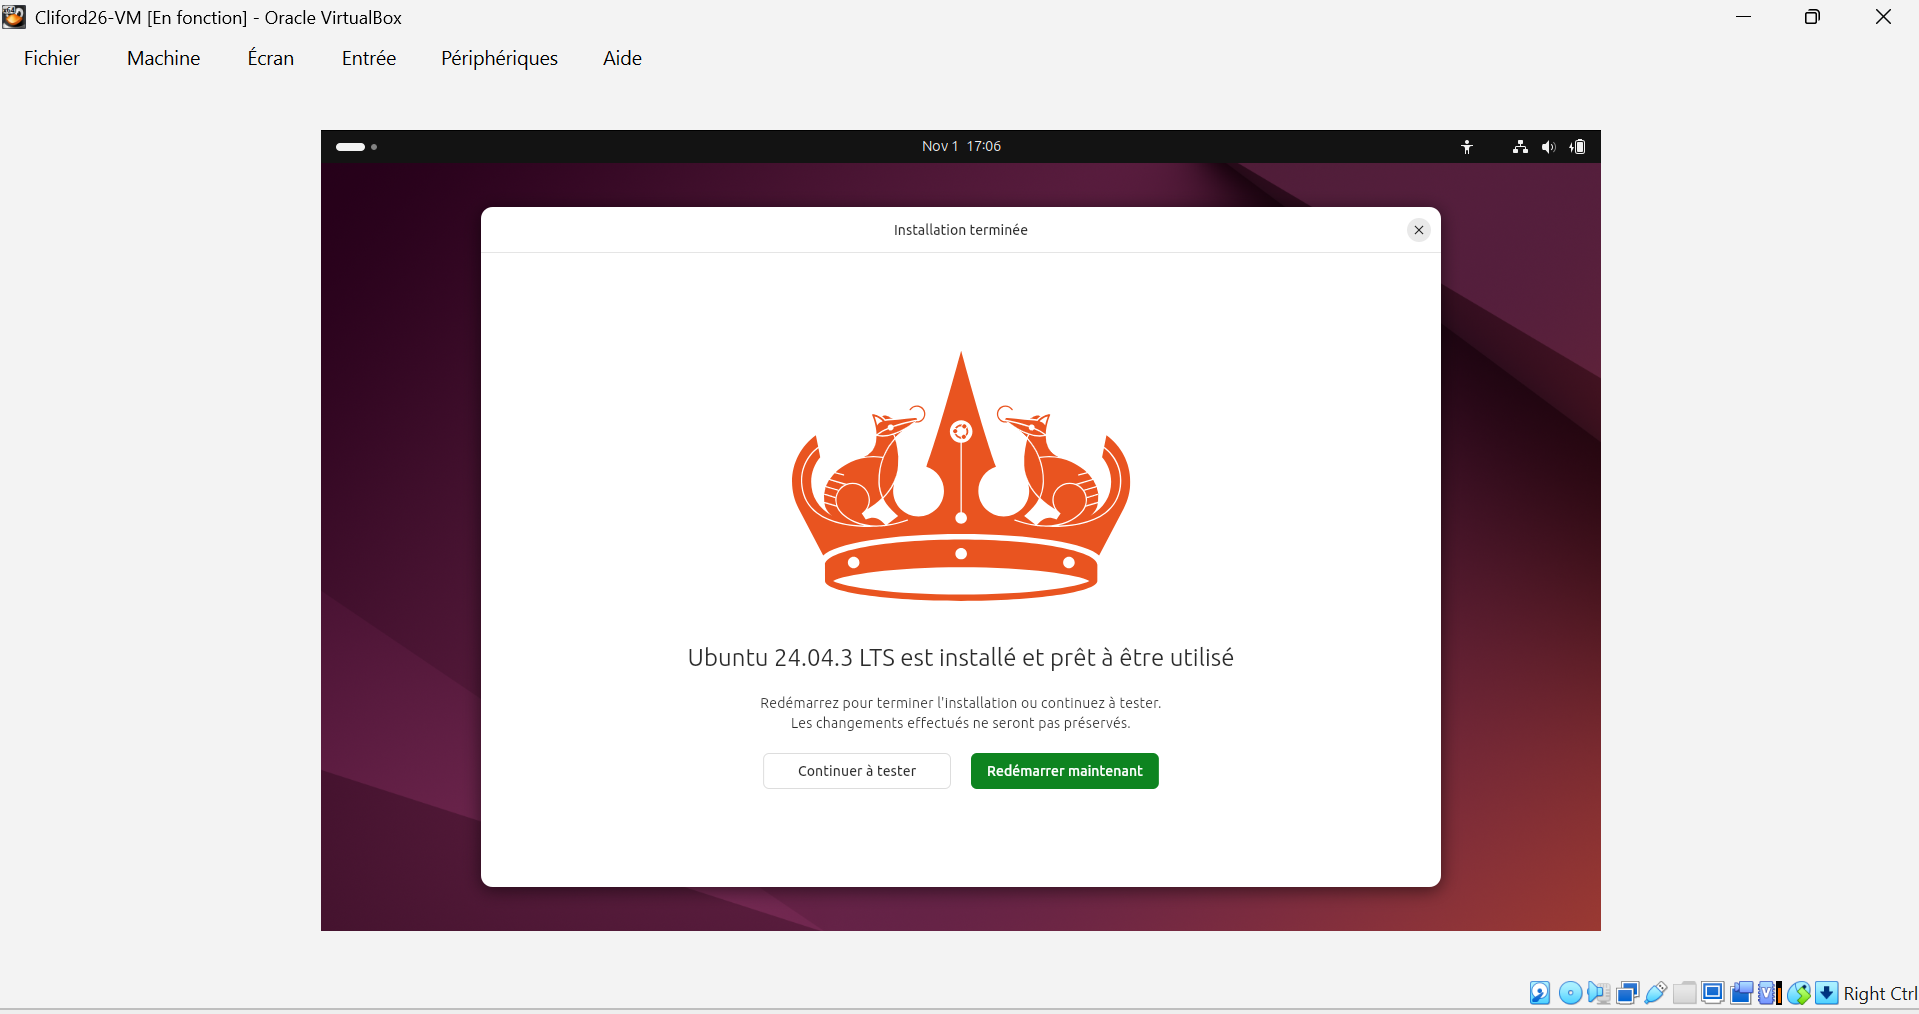 Cliford26-VM [En fonction] - Oracle VirtualBox
Fichier Machine Écran Entrée Périphériques Aide
Nov 1 17:06
Installation terminée
Ubuntu 24.04.3 LTS est installé et prêt à être utilisé
Redémarrez pour terminer l'installation ou continuez à tester.
Les changements effectués ne seront pas préservés.
Continuer à tester Redémarrer maintenant
Right Ctrl